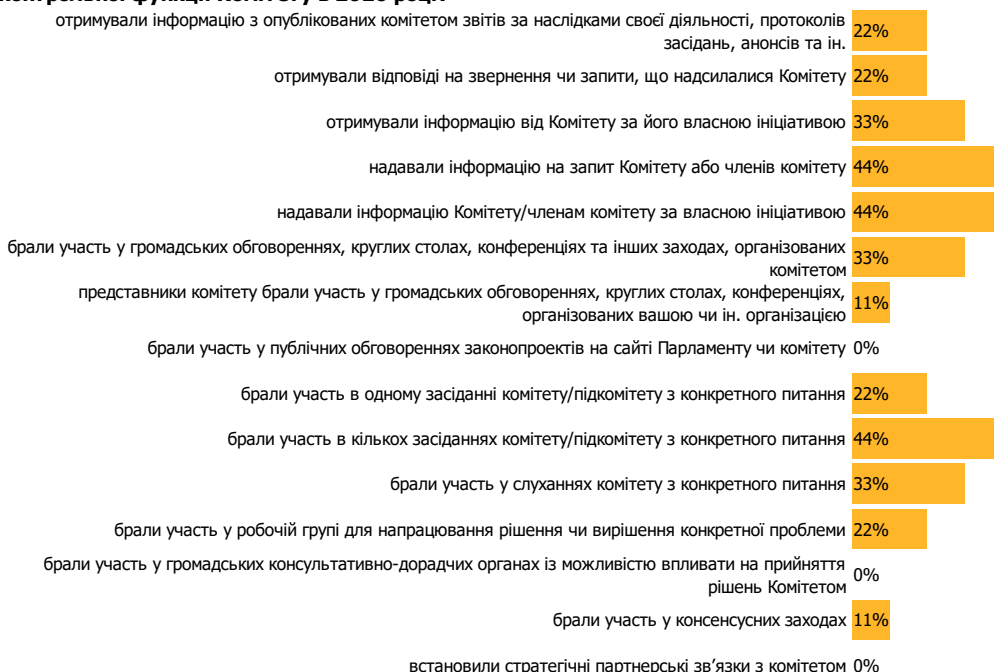 отримували інформацію з опублікованих комітетом звітів за наслідками своєї діяльності, протоколів
засідань, анонсів та ін.
22%
отримували відповіді на звернення чи запити, що надсилалися Комітету 22%
отримували інформацію від Комітету за його власною ініціативою 33%
надавали інформацію на запит Комітету або членів комітету 44%
надавали інформацію Комітету/членам комітету за власною ініціативою 44%
брали участь у громадських обговореннях, круглих столах, конференціях та інших заходах, організованих
комітетом
33%
представники комітету брали участь у громадських обговореннях, круглих столах, конференціях,
організованих вашою чи ін. організацією
11%
брали участь у публічних обговореннях законопроектів на сайті Парламенту чи комітету 0%
брали участь в одному засіданні комітету/підкомітету з конкретного питання 22%
брали участь в кількох засіданнях комітету/підкомітету з конкретного питання 44%
брали участь у слуханнях комітету з конкретного питання 33%
брали участь у робочій групі для напрацювання рішення чи вирішення конкретної проблеми 22%
брали участь у громадських консультативно-дорадчих органах із можливістю впливати на прийняття
рішень Комітетом
0%
брали участь у консенсусних заходах 11%
встановили стратегічні партнерські зв’язки з комітетом 0%